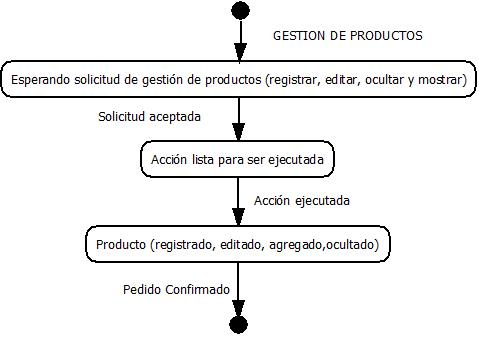 GESTION DE PRODUCTOS
Esperando solicitud de gestión de productos (registrar, editar, ocultar y mostrar)
Solicitud aceptada
Acción lista para ser ejecutada
Acción ejecutada
Producto (registrado, editado, agregado,ocultado)
Pedido Confirmado